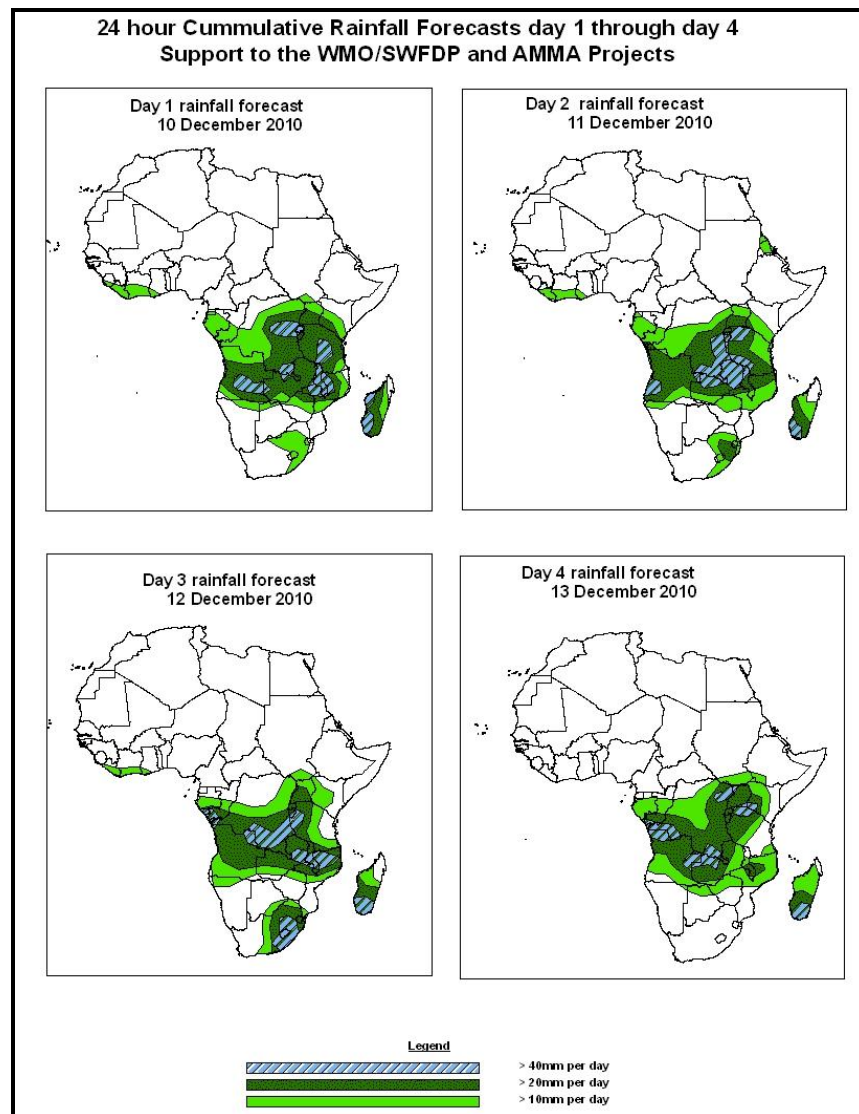 24 hour Cummulative Rainfall Forecasts day 1 through day 4
Support to the WMO/SWFDP and AMMA Projects
Day 1 rainfall forecast
10 December 2010
Day 2 rainfall forecast
11 December 2010
Day 3 rainfall forecast
12 December 2010
Day 4 rainfall forecast
13 December 2010
Legend
> 40mm per day
> 20mm per day
> 10mm per day